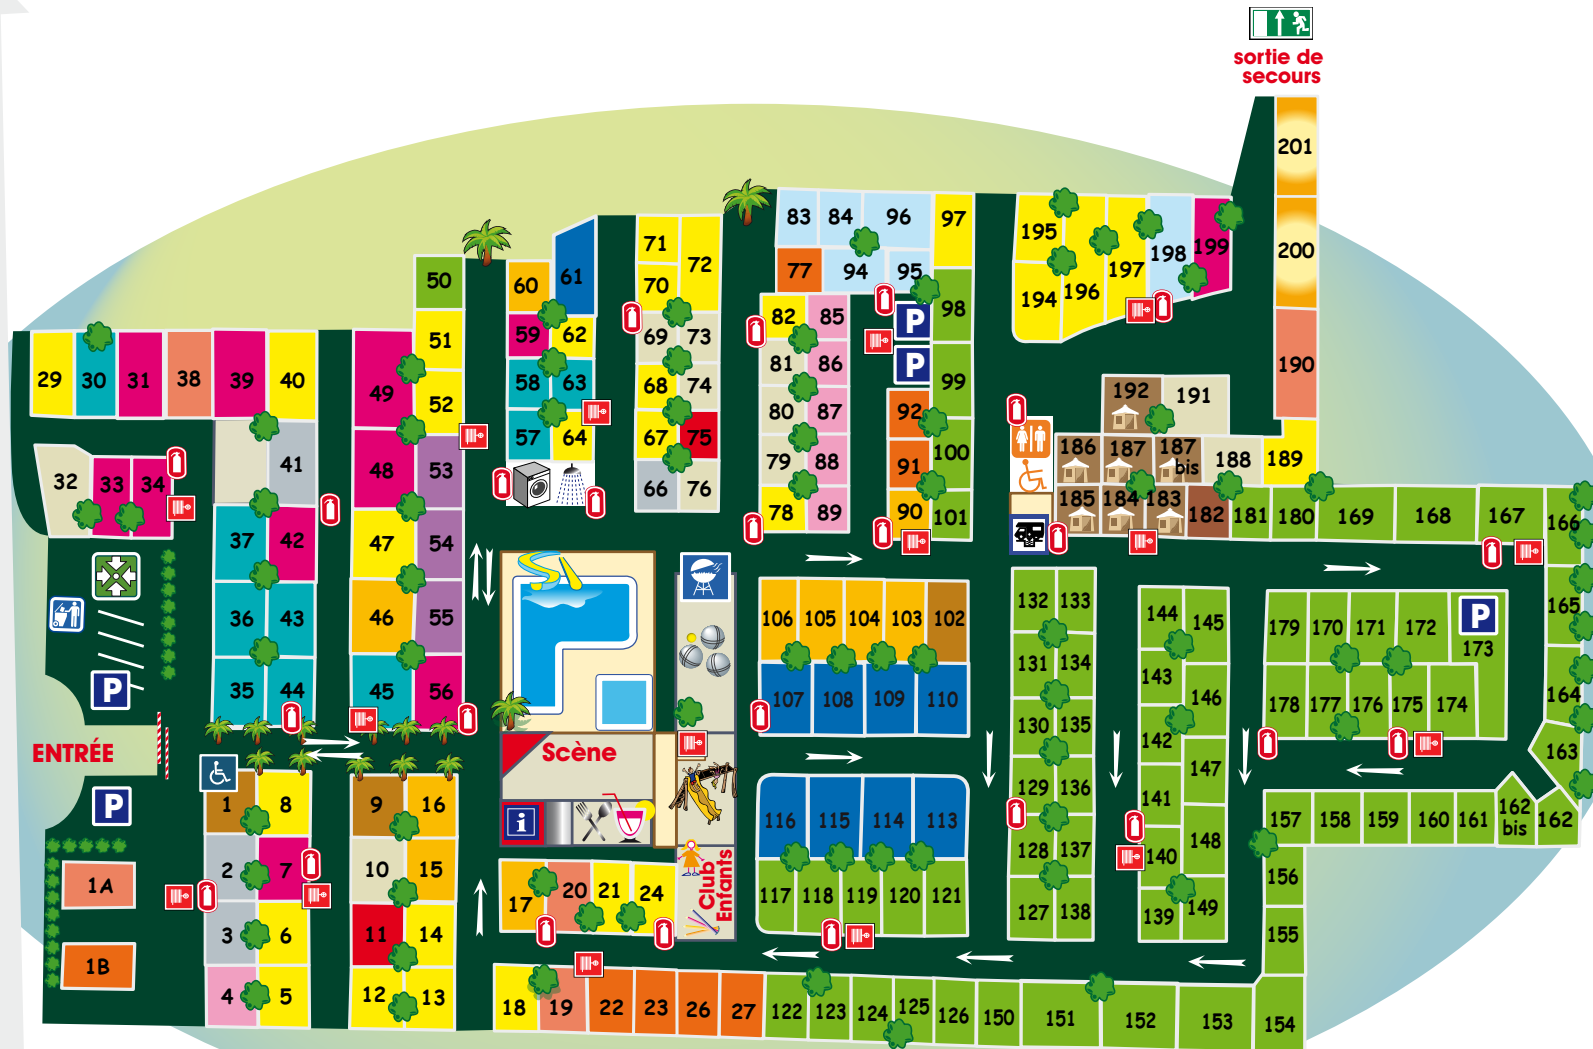 sortie de
secours
201
83 84 96 97
195 198 199
71 72 200
197
61 77 94 95
50 60 70 194 196
82 85 P 98
59 62 69 73
51 81 86 P 99 190
29 30 31 38 39 40 49 58 63 68 74
52 80 87 92 192 191
57 64 67 75
41 48 53 79 88 91 100 186 187 187 188 189
bis
32 33 34 66 76
78 89 90 101 185 184 183 182 181 180 169 168 167 166
37 42 47 54
36 43 46 55 106 105 104 103 102 132 133 144 145 179 170 171 172 P 165
173
131 134 143
P 35 44 45 56 107 108 109 110 146 178 177 176 175 174 164
130 135 142
ENTRÉE Scène 163
147
129 136 141
P 1 8 9 16 i 116 115 114 113 157 158 159 160 161 162 162
bis
128 137 140 148
1A 2 7 10 15 17 20 21 24 Club
Enfants
117 118 119 120 121 156
127 138 139 149
3 6 11 14 155
1B
4 5 12 13 18 19 22 23 26 27 122 123 124 125 126 150 151 152 153 154